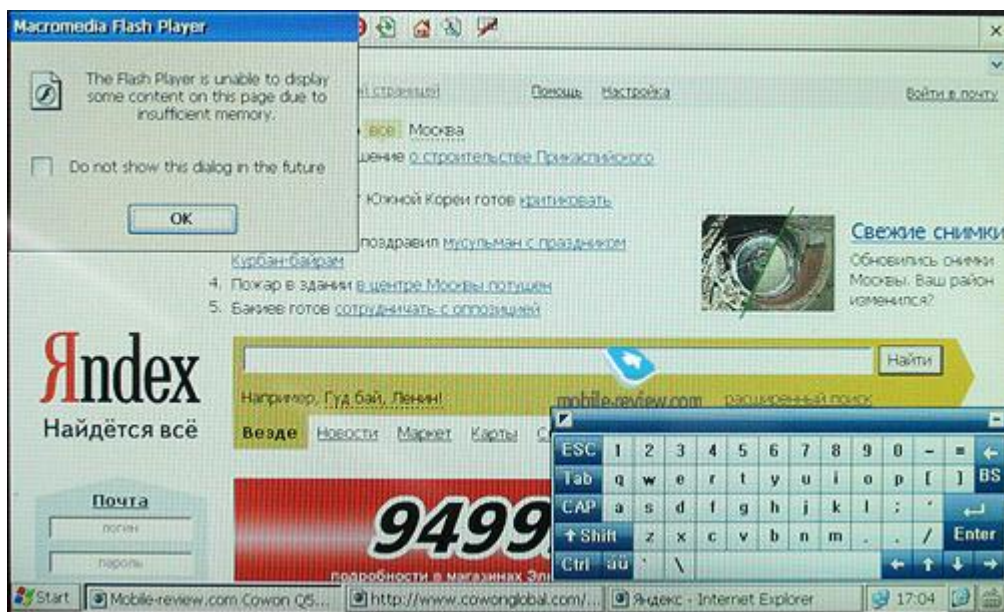 Macromedia Flash Player
The Flash Player is unable to display
some content on this page due to
insufficient memory.
Do not show this dialog in the future
OK
страницей Помощь Настройка Войти в почту
все Москва
о строительстве Прикаспийского
Южной Кореи готов критиковать
поздравил мусульман с праздником
Курбан-байрам
4. Пожар в здании в центре Москвы потушен
5. Бакиев готов сотрудничать с оппозицией
Свежие снимки
Обновились снимки
Москвы. Ваш район
изменился?
Яndex
Найдётся всё
Найти
Например, Гуд бай, Ленин!
mobile-review.com
расширенный поиск
Везде Новости Маркет Карты
Почта
логин
пароль
9499
подробности в магазинах
ESC 1 2 3 4 5 6 7 8 9 0 - =
Tab q w e r t y u i o p [ ] BS
CAP a s d f g h j k l ; '
Shift z x c v b n m , . / Enter
Ctrl áü ` \
Start Mobile-review.com Cowon Q5... http://www.cowonglobal.com/... Яндекс - Internet Explorer 17:04